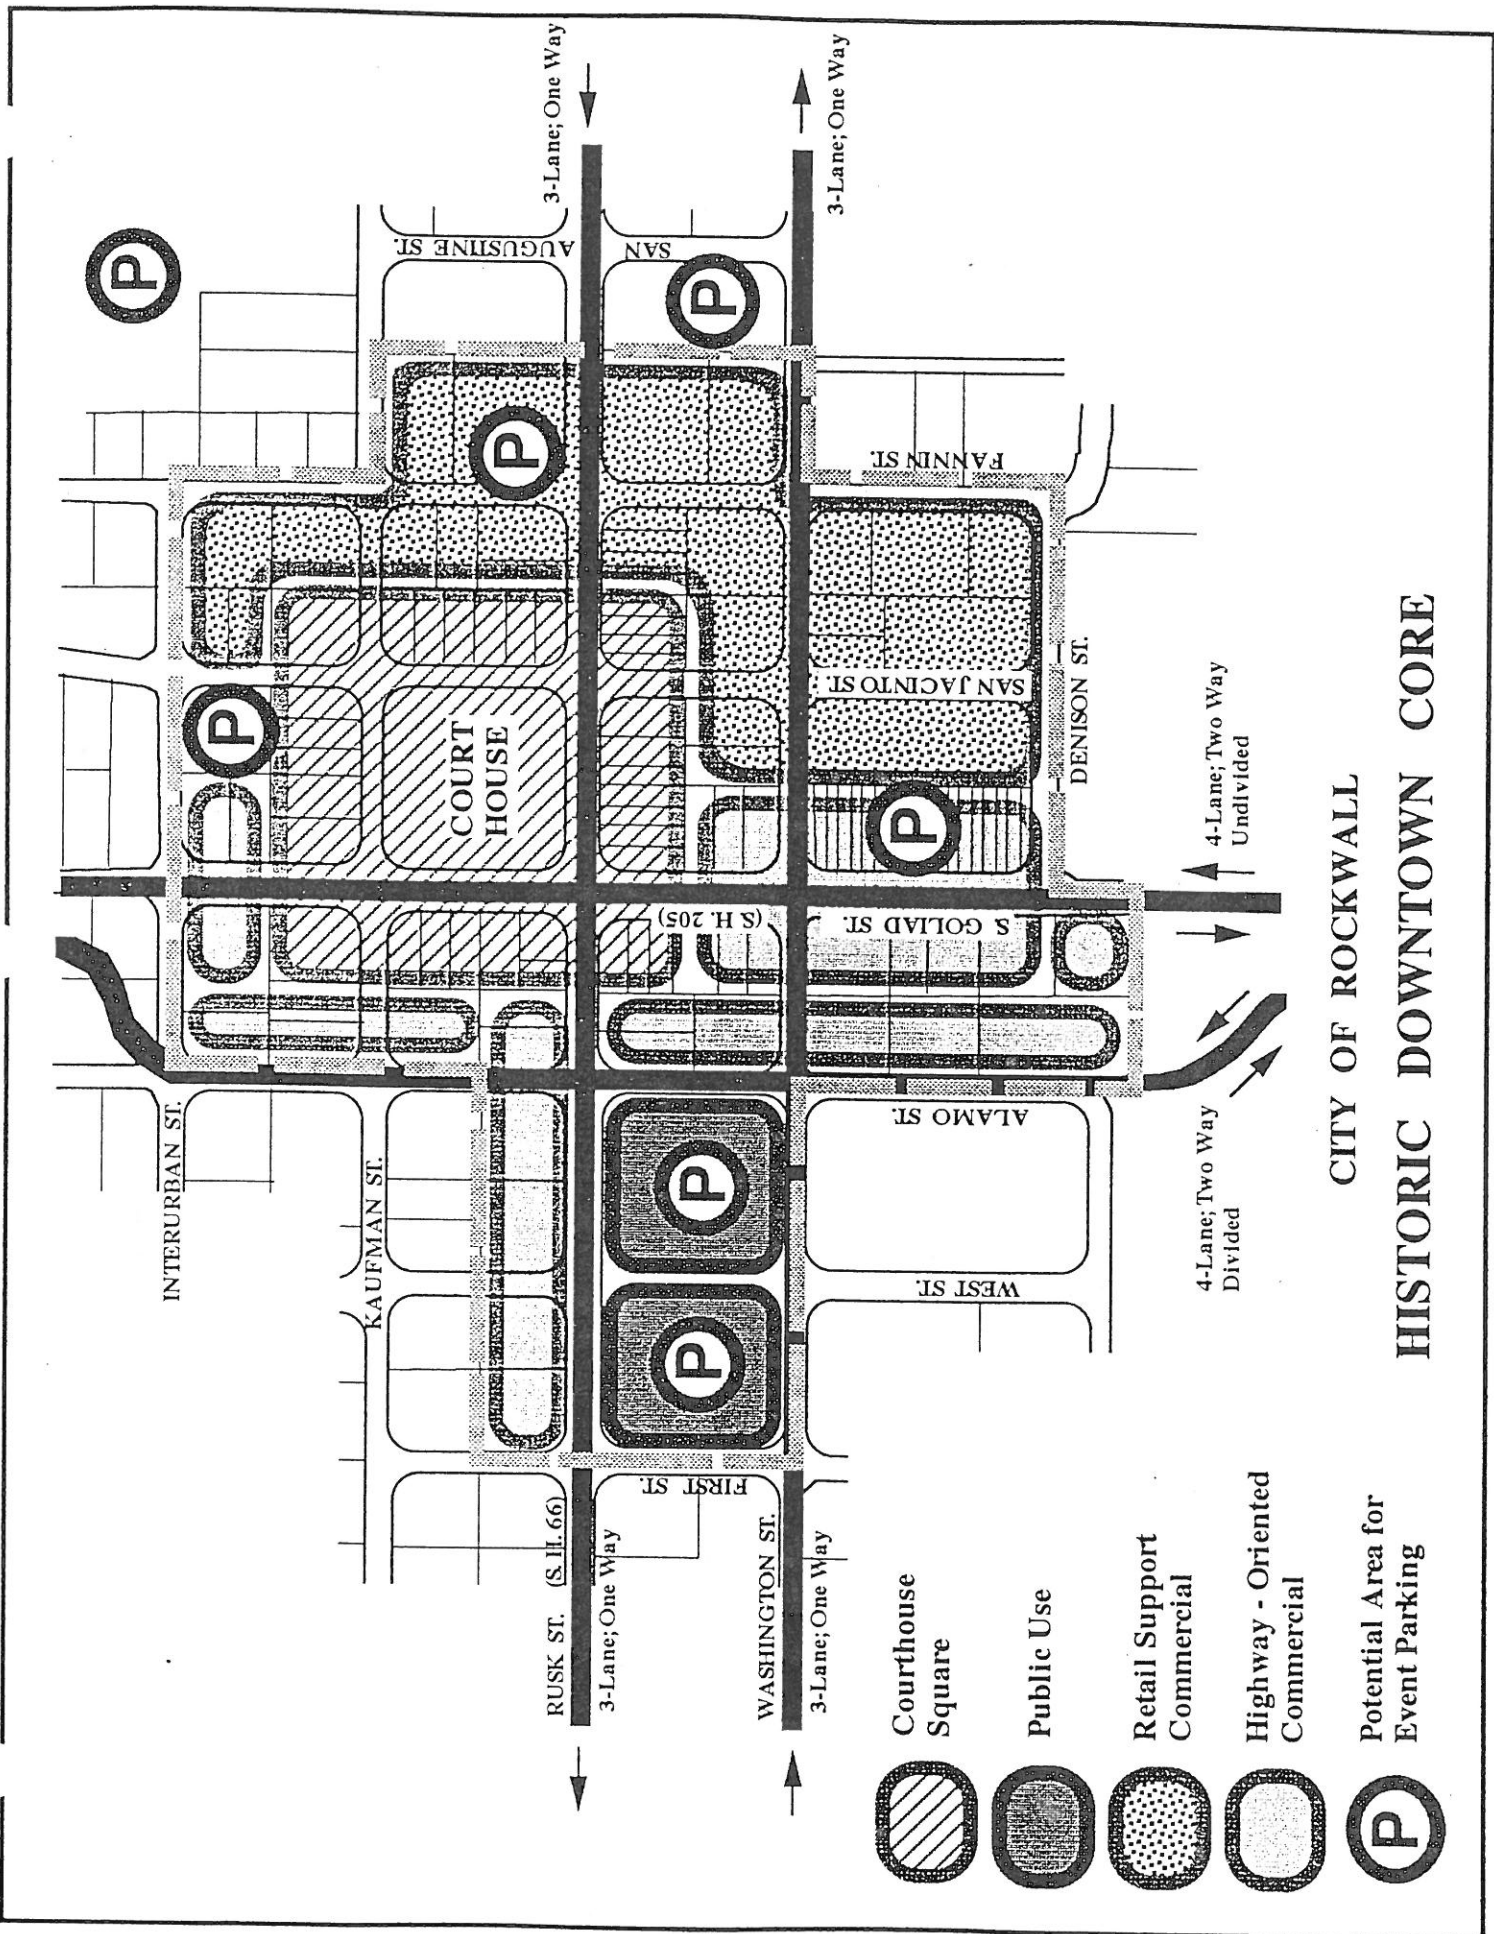 3-Lane; One Way
3-Lane; One Way
P
AUGUSTINE ST.
SAN
P
P
FANNIN ST.
P
COURT
HOUSE
SAN JACINTO ST.
DENISON ST.
P
4-Lane; Two Way
Undivided
(S.H. 205)
S. GOLIAD ST.
INTERURBAN ST.
KAUFMAN ST.
P
ALAMO ST.
4-Lane; Two Way
Divided
P
WEST ST.
FIRST ST.
RUSK ST. (S.H.66)
3-Lane; One Way
WASHINGTON ST.
3-Lane; One Way
Courthouse
Square
Public Use
Retail Support
Commercial
Highway - Oriented
Commercial
P
Potential Area for
Event Parking
CITY OF ROCKWALL
HISTORIC DOWNTOWN CORE